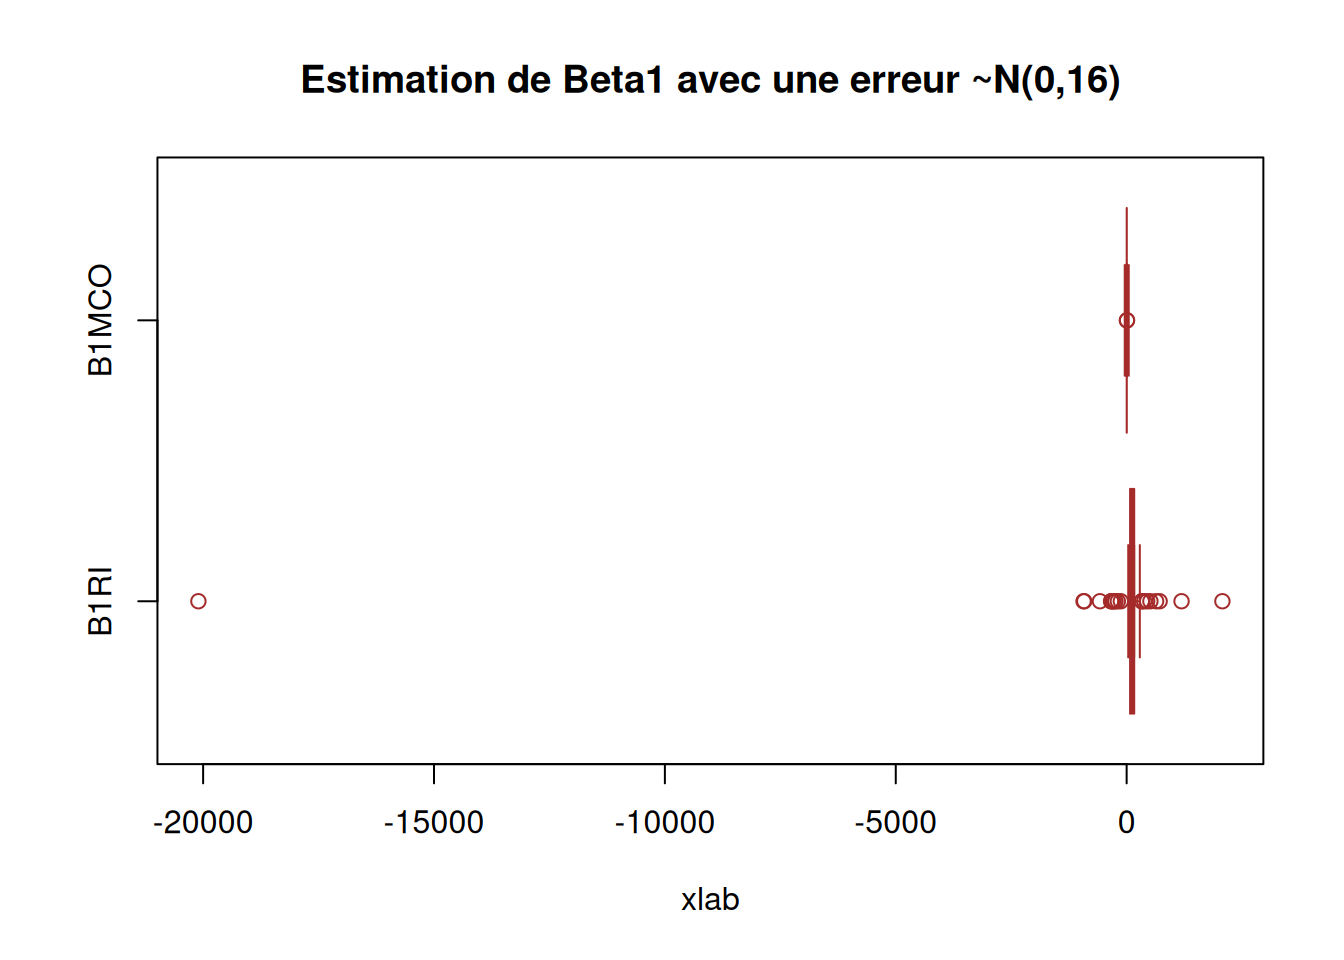 Estimation de Beta1 avec une erreur ~N(0,16)
B1MCO
B1RI
-20000 -15000 -10000 -5000 0
xlab